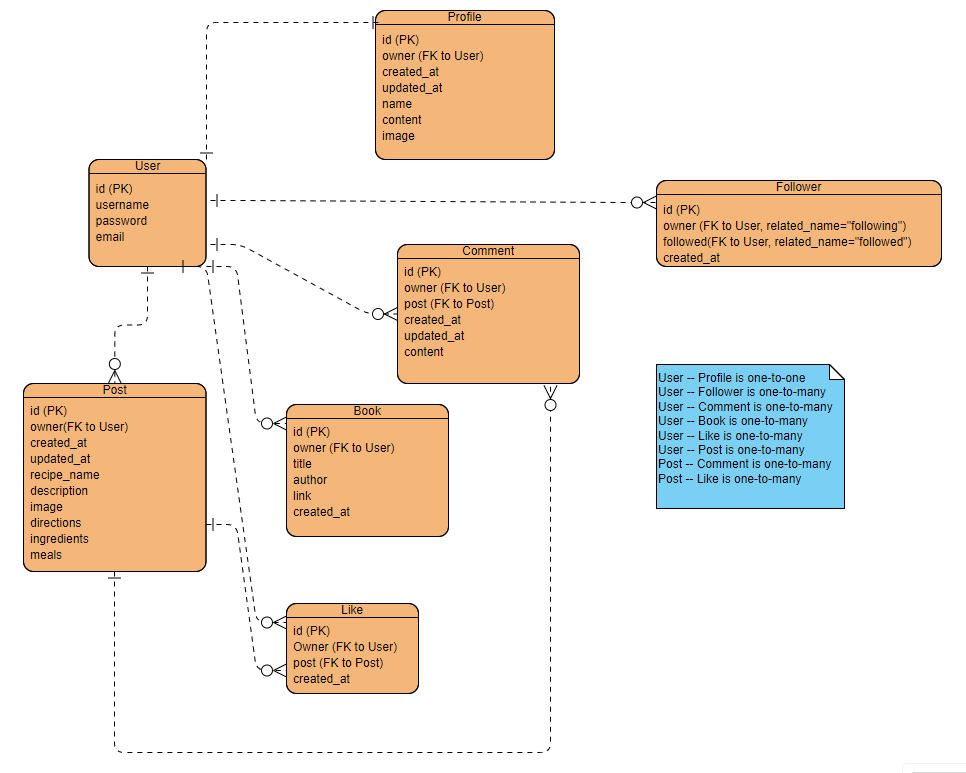 Profile
id (PK)
owner (FK to User)
created_at
updated_at
name
content
image
User
id (PK)
username
password
email
Follower
id (PK)
owner (FK to User, related_name="following")
followed(FK to User, related_name="followed")
created_at
Comment
id (PK)
owner (FK to User)
post (FK to Post)
created_at
updated_at
content
Post
id (PK)
owner(FK to User)
created_at
updated_at
recipe_name
description
image
directions
ingredients
meals
Book
id (PK)
owner (FK to User)
title
author
link
created_at
User -- Profile is one-to-one
User -- Follower is one-to-many
User -- Comment is one-to-many
User -- Book is one-to-many
User -- Like is one-to-many
User -- Post is one-to-many
Post -- Comment is one-to-many
Post -- Like is one-to-many
Like
id (PK)
Owner (FK to User)
post (FK to Post)
created_at